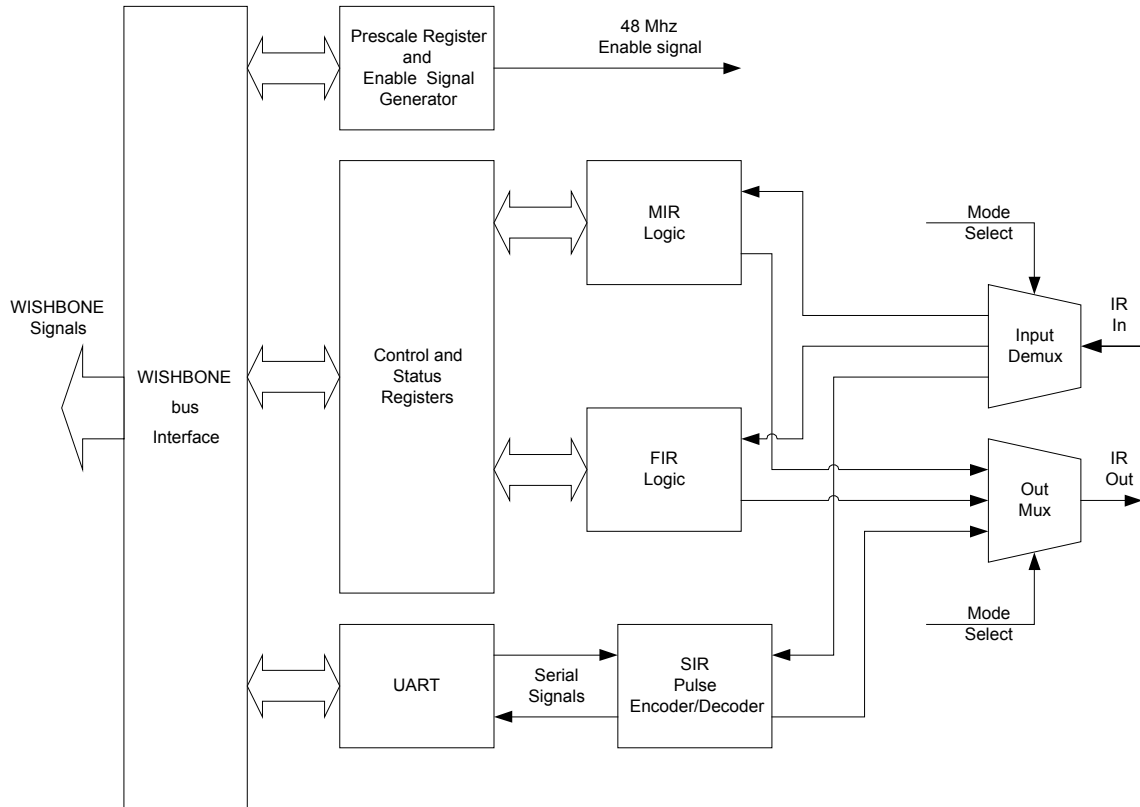 Prescale Register
and
Enable Signal
Generator
48 Mhz
Enable signal
MIR
Logic
Mode
Select
WISHBONE
Signals
WISHBONE
bus
Interface
Control and
Status
Registers
Input
Demux
IR
In
FIR
Logic
Out
Mux
IR
Out
Mode
Select
UART
Serial
Signals
SIR
Pulse
Encoder/Decoder